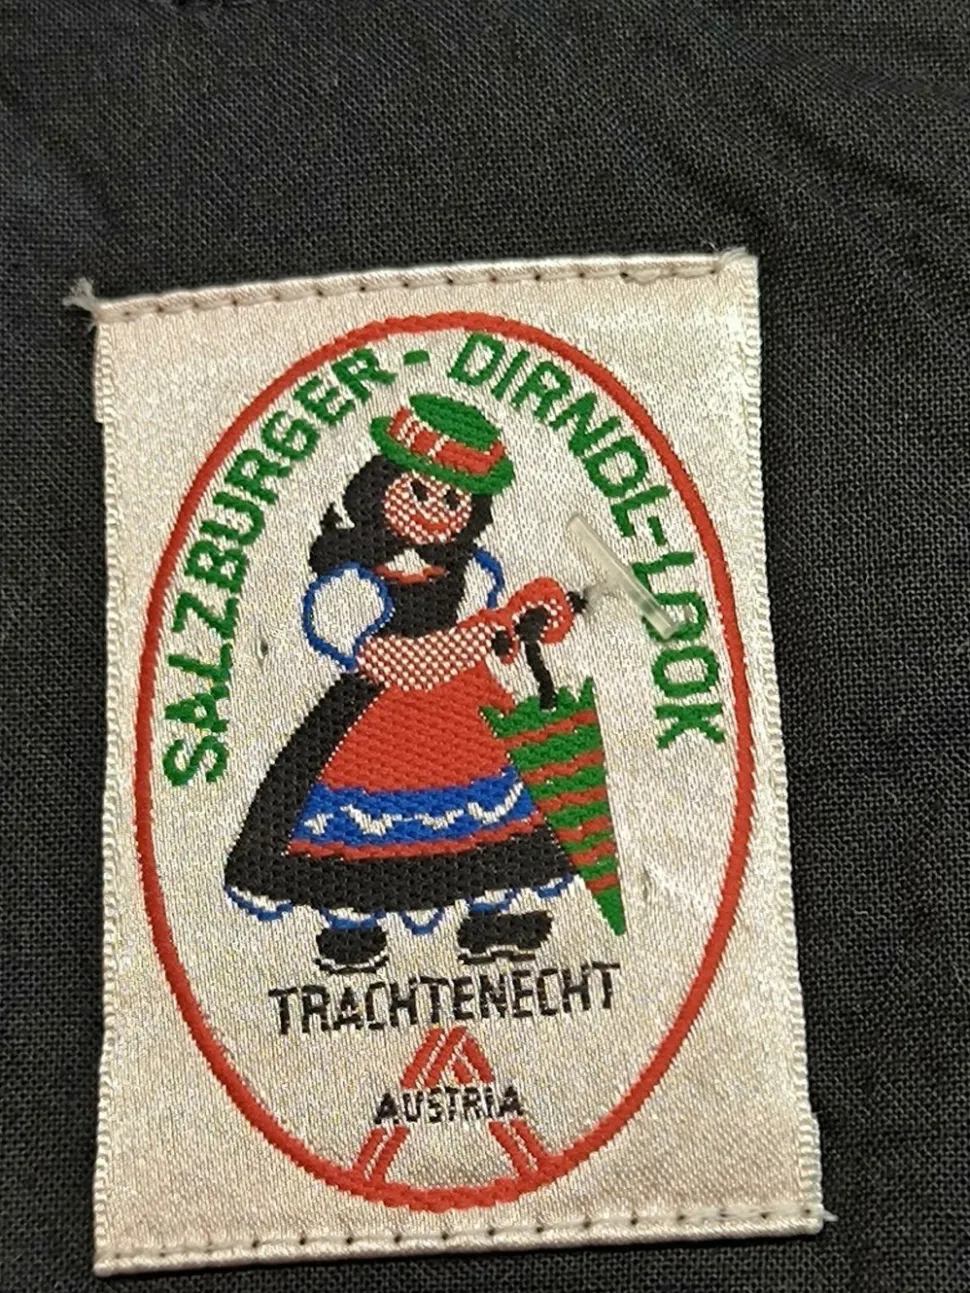 SALZBURGER-DIRNDL-LOOK
TRACHTENECHT
AUSTRIA